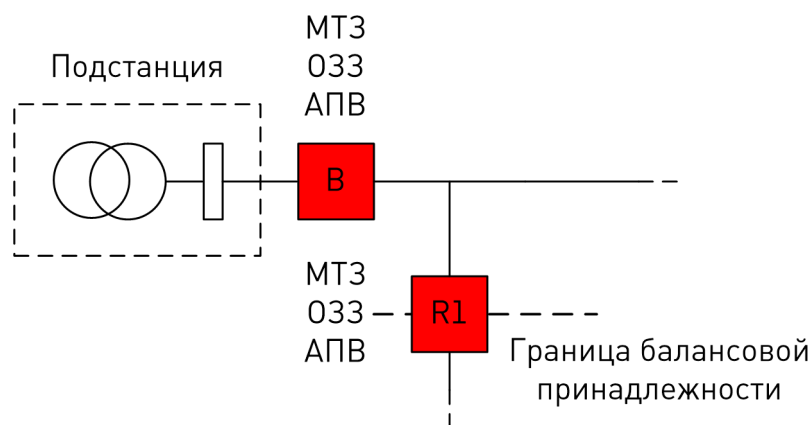 МТЗ
ОЗЗ
АПВ
Подстанция
В
МТЗ
ОЗЗ
АПВ
R1
Граница балансовой
принадлежности